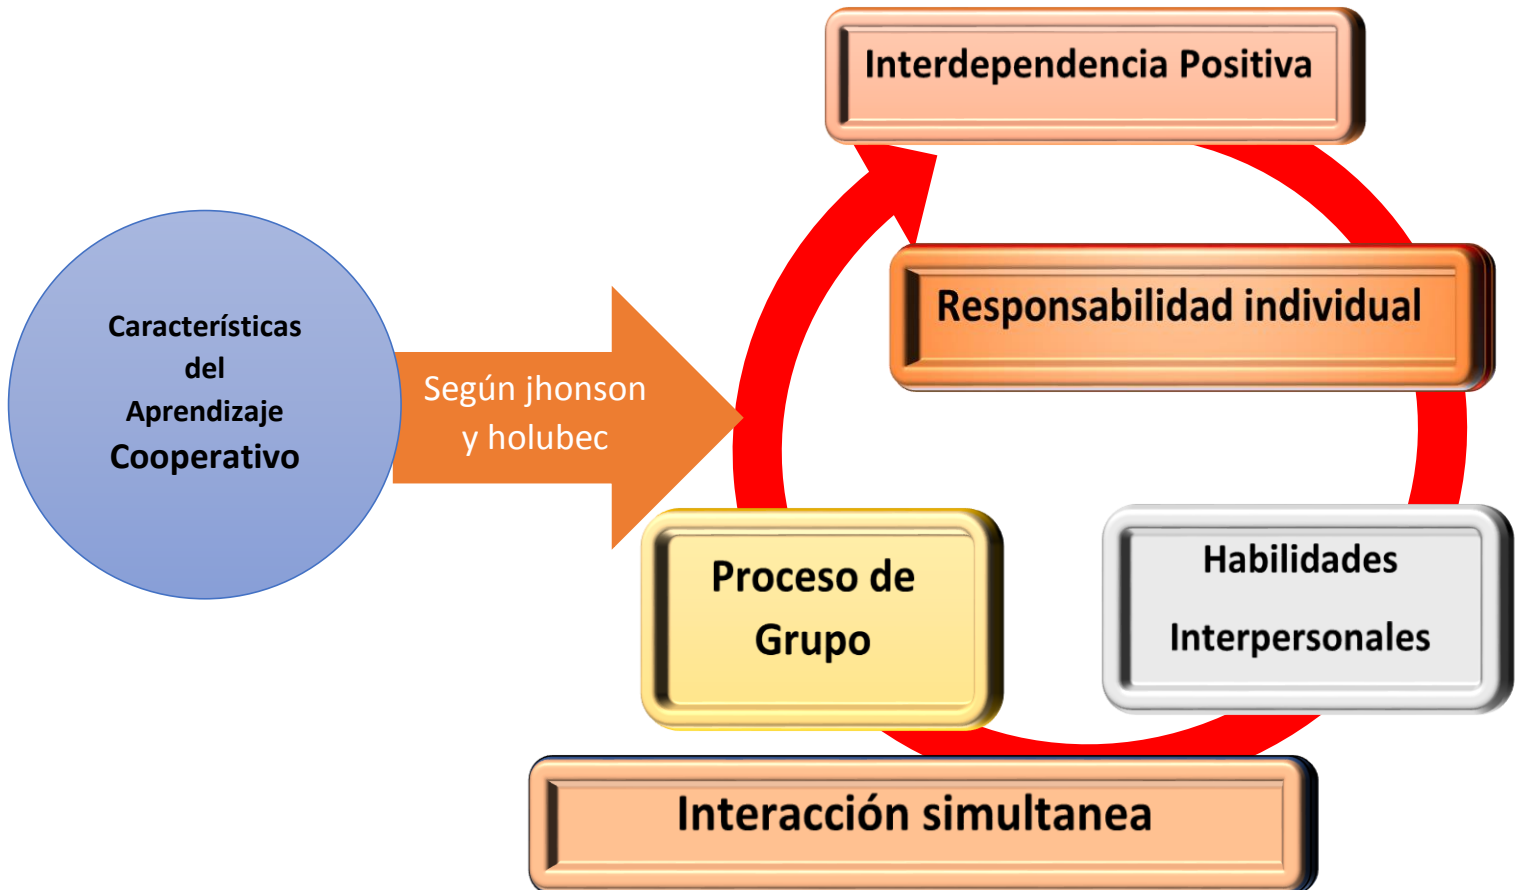 Características
del
Aprendizaje
Cooperativo
Según jhonson
y holubec
Interdependencia Positiva
Responsabilidad individual
Habilidades
Interpersonales
Interacción simultanea
Proceso de
Grupo